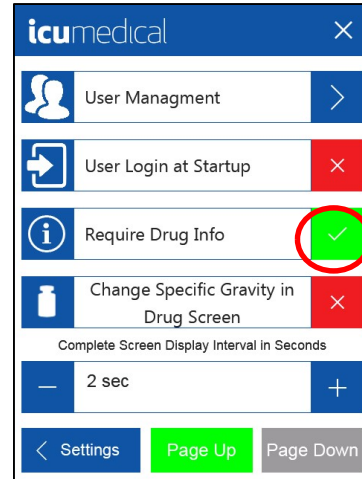 icumedical
User Managment
User Login at Startup
Require Drug Info
Change Specific Gravity in
Drug Screen
Complete Screen Display Interval in Seconds
2 sec
Settings Page Up Page Down